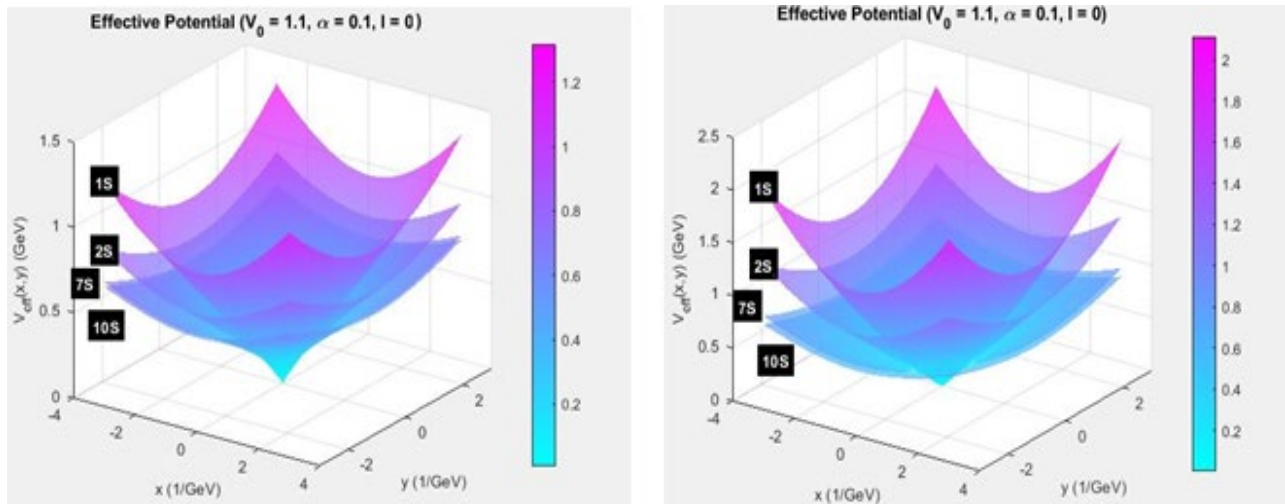 Effective Potential (V0 = 1.1, α = 0.1, l = 0)
1.5
1
0.5
0
Veff(x,y) (GeV)
1S
2S
7S
10S
-4
-2
0
2
4
x (1/GeV)
-2
0
2
y (1/GeV)
1.2
1
0.8
0.6
0.4
0.2
Effective Potential (V0 = 1.1, α = 0.1, l = 0)
2.5
2
1.5
1
0.5
0
Veff(x,y) (GeV)
1S
2S
7S
10S
-4
-2
0
2
4
x (1/GeV)
-2
0
2
y (1/GeV)
2
1.8
1.6
1.4
1.2
1
0.8
0.6
0.4
0.2